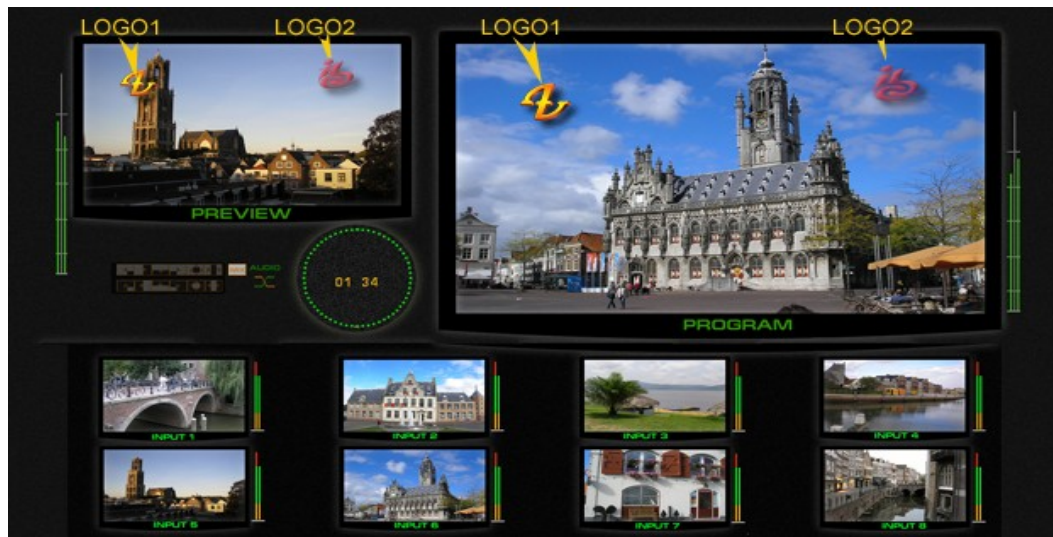 LOGO1
LOGO2
LOGO1
LOGO2
PREVIEW
AUDIO
01 34
PROGRAM
INPUT 1
INPUT 2
INPUT 3
INPUT 4
INPUT 5
INPUT 6
INPUT 7
INPUT 8